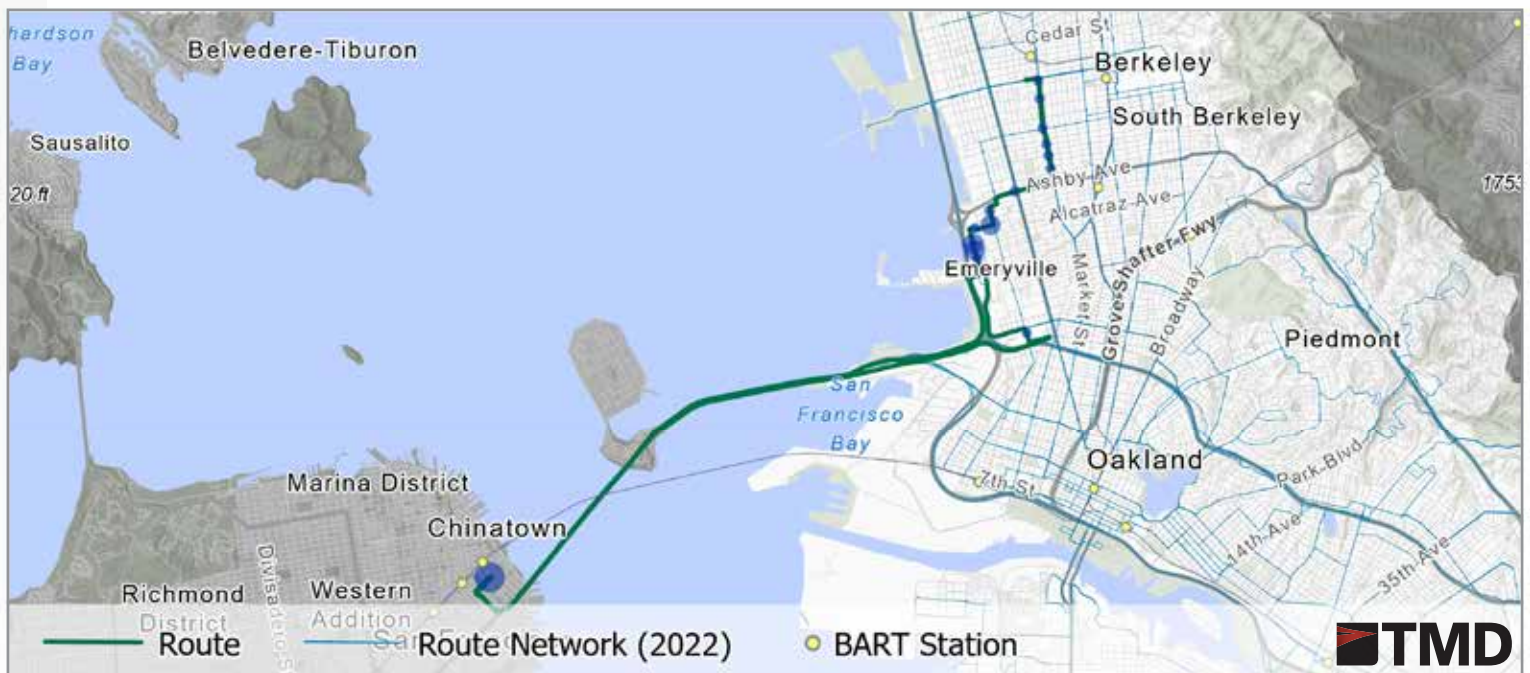 hardson
Bay
Belvedere-Tiburon
Cedar St
Berkeley
South Berkeley
Sausalito
20 ft
Ashby Ave
1753
Alcatraz Ave
Emeryville
Market St
Grove Shafter Fwy
Broadway
Piedmont
San
Francisco
Bay
Oakland
Park Blvd
7th St
Marina District
Chinatown
14th Ave
35th Ave
Richmond
District
Divisadero S
Western
Addition
San F
Route
Route Network (2022)
BART Station
TMD